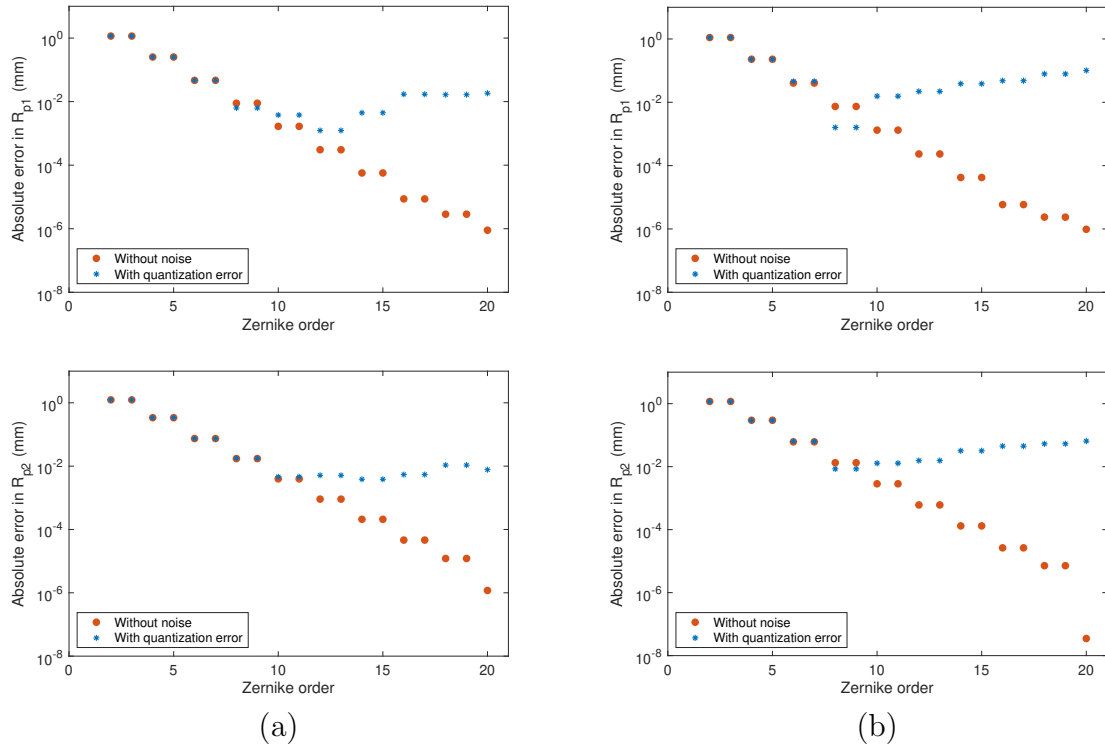 10^0
10^-2
10^-4
10^-6
10^-8
Absolute error in R_p1 (mm)
Without noise
With quantization error
0 5 10 15 20
Zernike order
10^0
10^-2
10^-4
10^-6
10^-8
Absolute error in R_p1 (mm)
Without noise
With quantization error
0 5 10 15 20
Zernike order
10^0
10^-2
10^-4
10^-6
10^-8
Absolute error in R_p2 (mm)
Without noise
With quantization error
0 5 10 15 20
Zernike order
10^0
10^-2
10^-4
10^-6
10^-8
Absolute error in R_p2 (mm)
Without noise
With quantization error
0 5 10 15 20
Zernike order
(a)
(b)